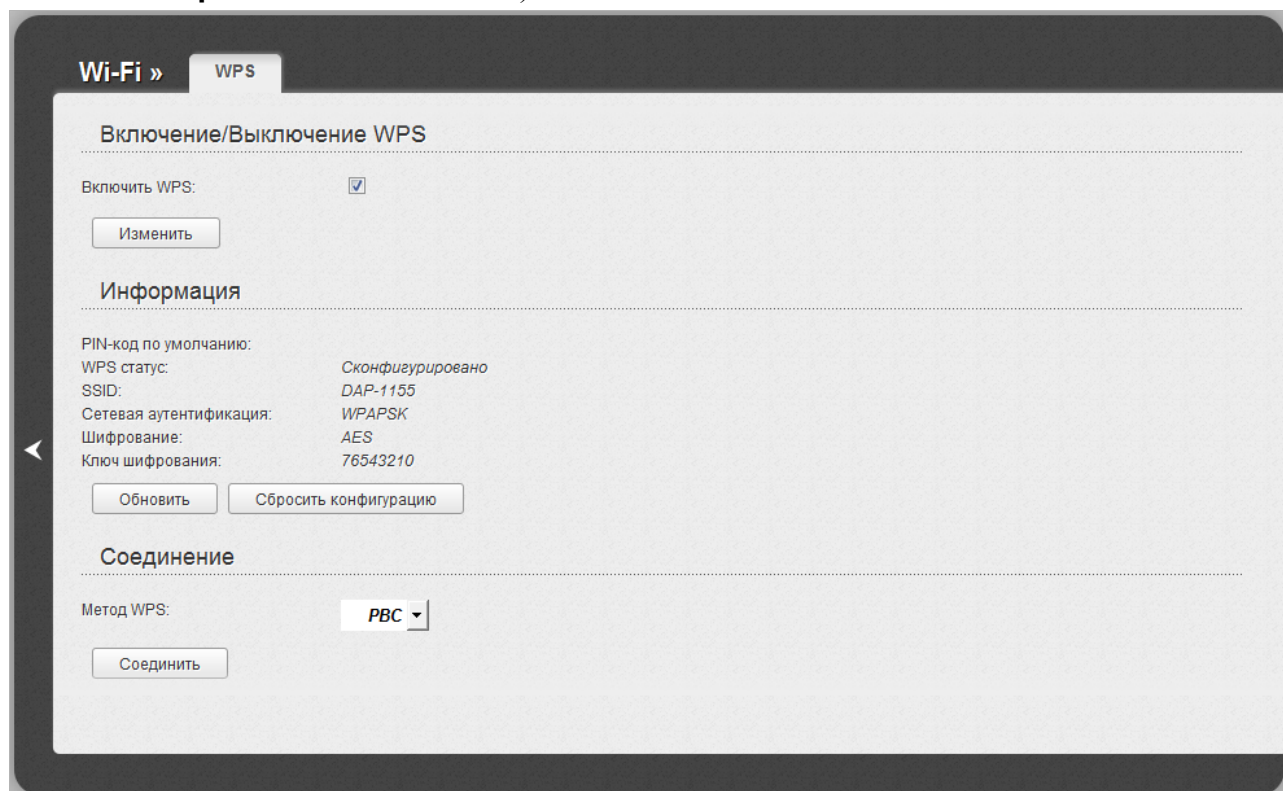 Wi-Fi » WPS
Включение/Выключение WPS
Включить WPS:
Изменить
Информация
PIN-код по умолчанию:
WPS статус: Сконфигурировано
SSID: DAP-1155
Сетевая аутентификация: WPAPSK
Шифрование: AES
Ключ шифрования: 76543210
Обновить Сбросить конфигурацию
Соединение
Метод WPS: PBC
Соединить